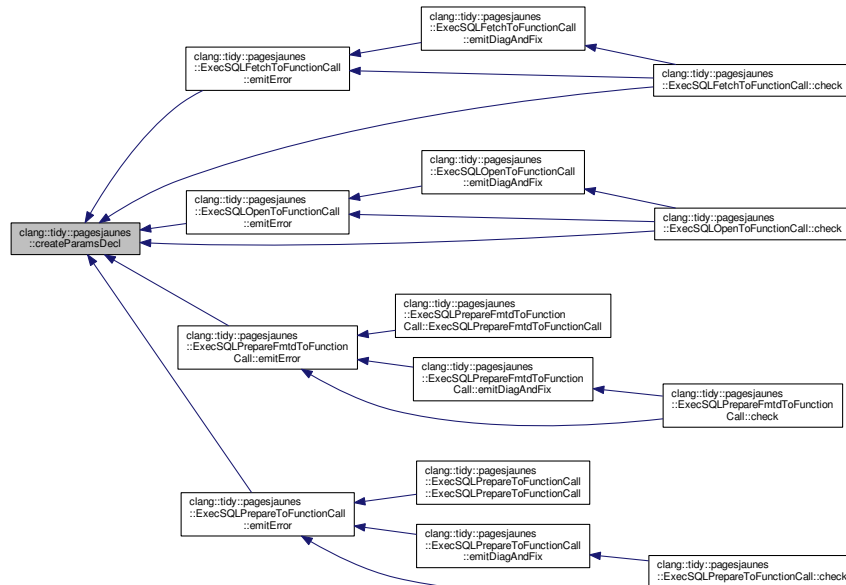 clang::tidy::pagesjaunes
::ExecSQLFetchToFunctionCall
::emitDiagAndFix
clang::tidy::pagesjaunes
::ExecSQLFetchToFunctionCall
::emitError
clang::tidy::pagesjaunes
::ExecSQLFetchToFunctionCall::check
clang::tidy::pagesjaunes
::ExecSQLOpenToFunctionCall
::emitDiagAndFix
clang::tidy::pagesjaunes
::ExecSQLOpenToFunctionCall
::emitError
clang::tidy::pagesjaunes
::ExecSQLOpenToFunctionCall::check
clang::tidy::pagesjaunes
::createParamsDecl
clang::tidy::pagesjaunes
::ExecSQLPrepareFmtdToFunction
Call::ExecSQLPrepareFmtdToFunctionCall
clang::tidy::pagesjaunes
::ExecSQLPrepareFmtdToFunction
Call::emitError
clang::tidy::pagesjaunes
::ExecSQLPrepareFmtdToFunction
Call::emitDiagAndFix
clang::tidy::pagesjaunes
::ExecSQLPrepareFmtdToFunction
Call::check
clang::tidy::pagesjaunes
::ExecSQLPrepareToFunctionCall
::ExecSQLPrepareToFunctionCall
clang::tidy::pagesjaunes
::ExecSQLPrepareToFunctionCall
::emitError
clang::tidy::pagesjaunes
::ExecSQLPrepareToFunctionCall
::emitDiagAndFix
clang::tidy::pagesjaunes
::ExecSQLPrepareToFunctionCall::check